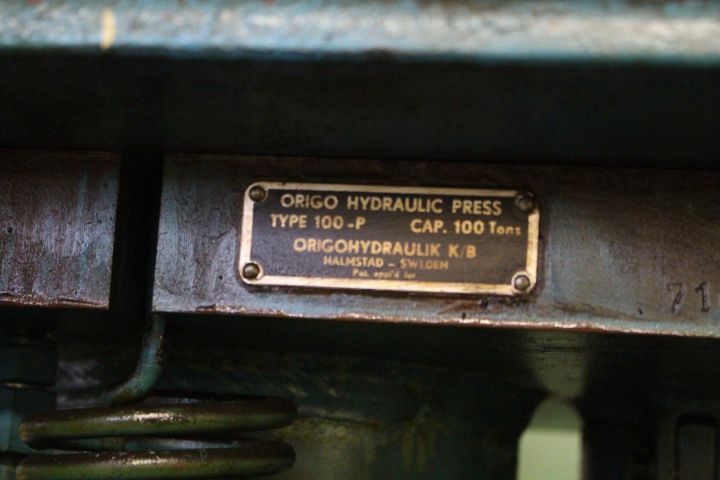 ORIGO HYDRAULIC PRESS
TYPE 100-P CAP. 100 Tons
ORIGOHYDRAULIK K/B
HALMSTAD - SWEDEN
Pat. appl'd for
71